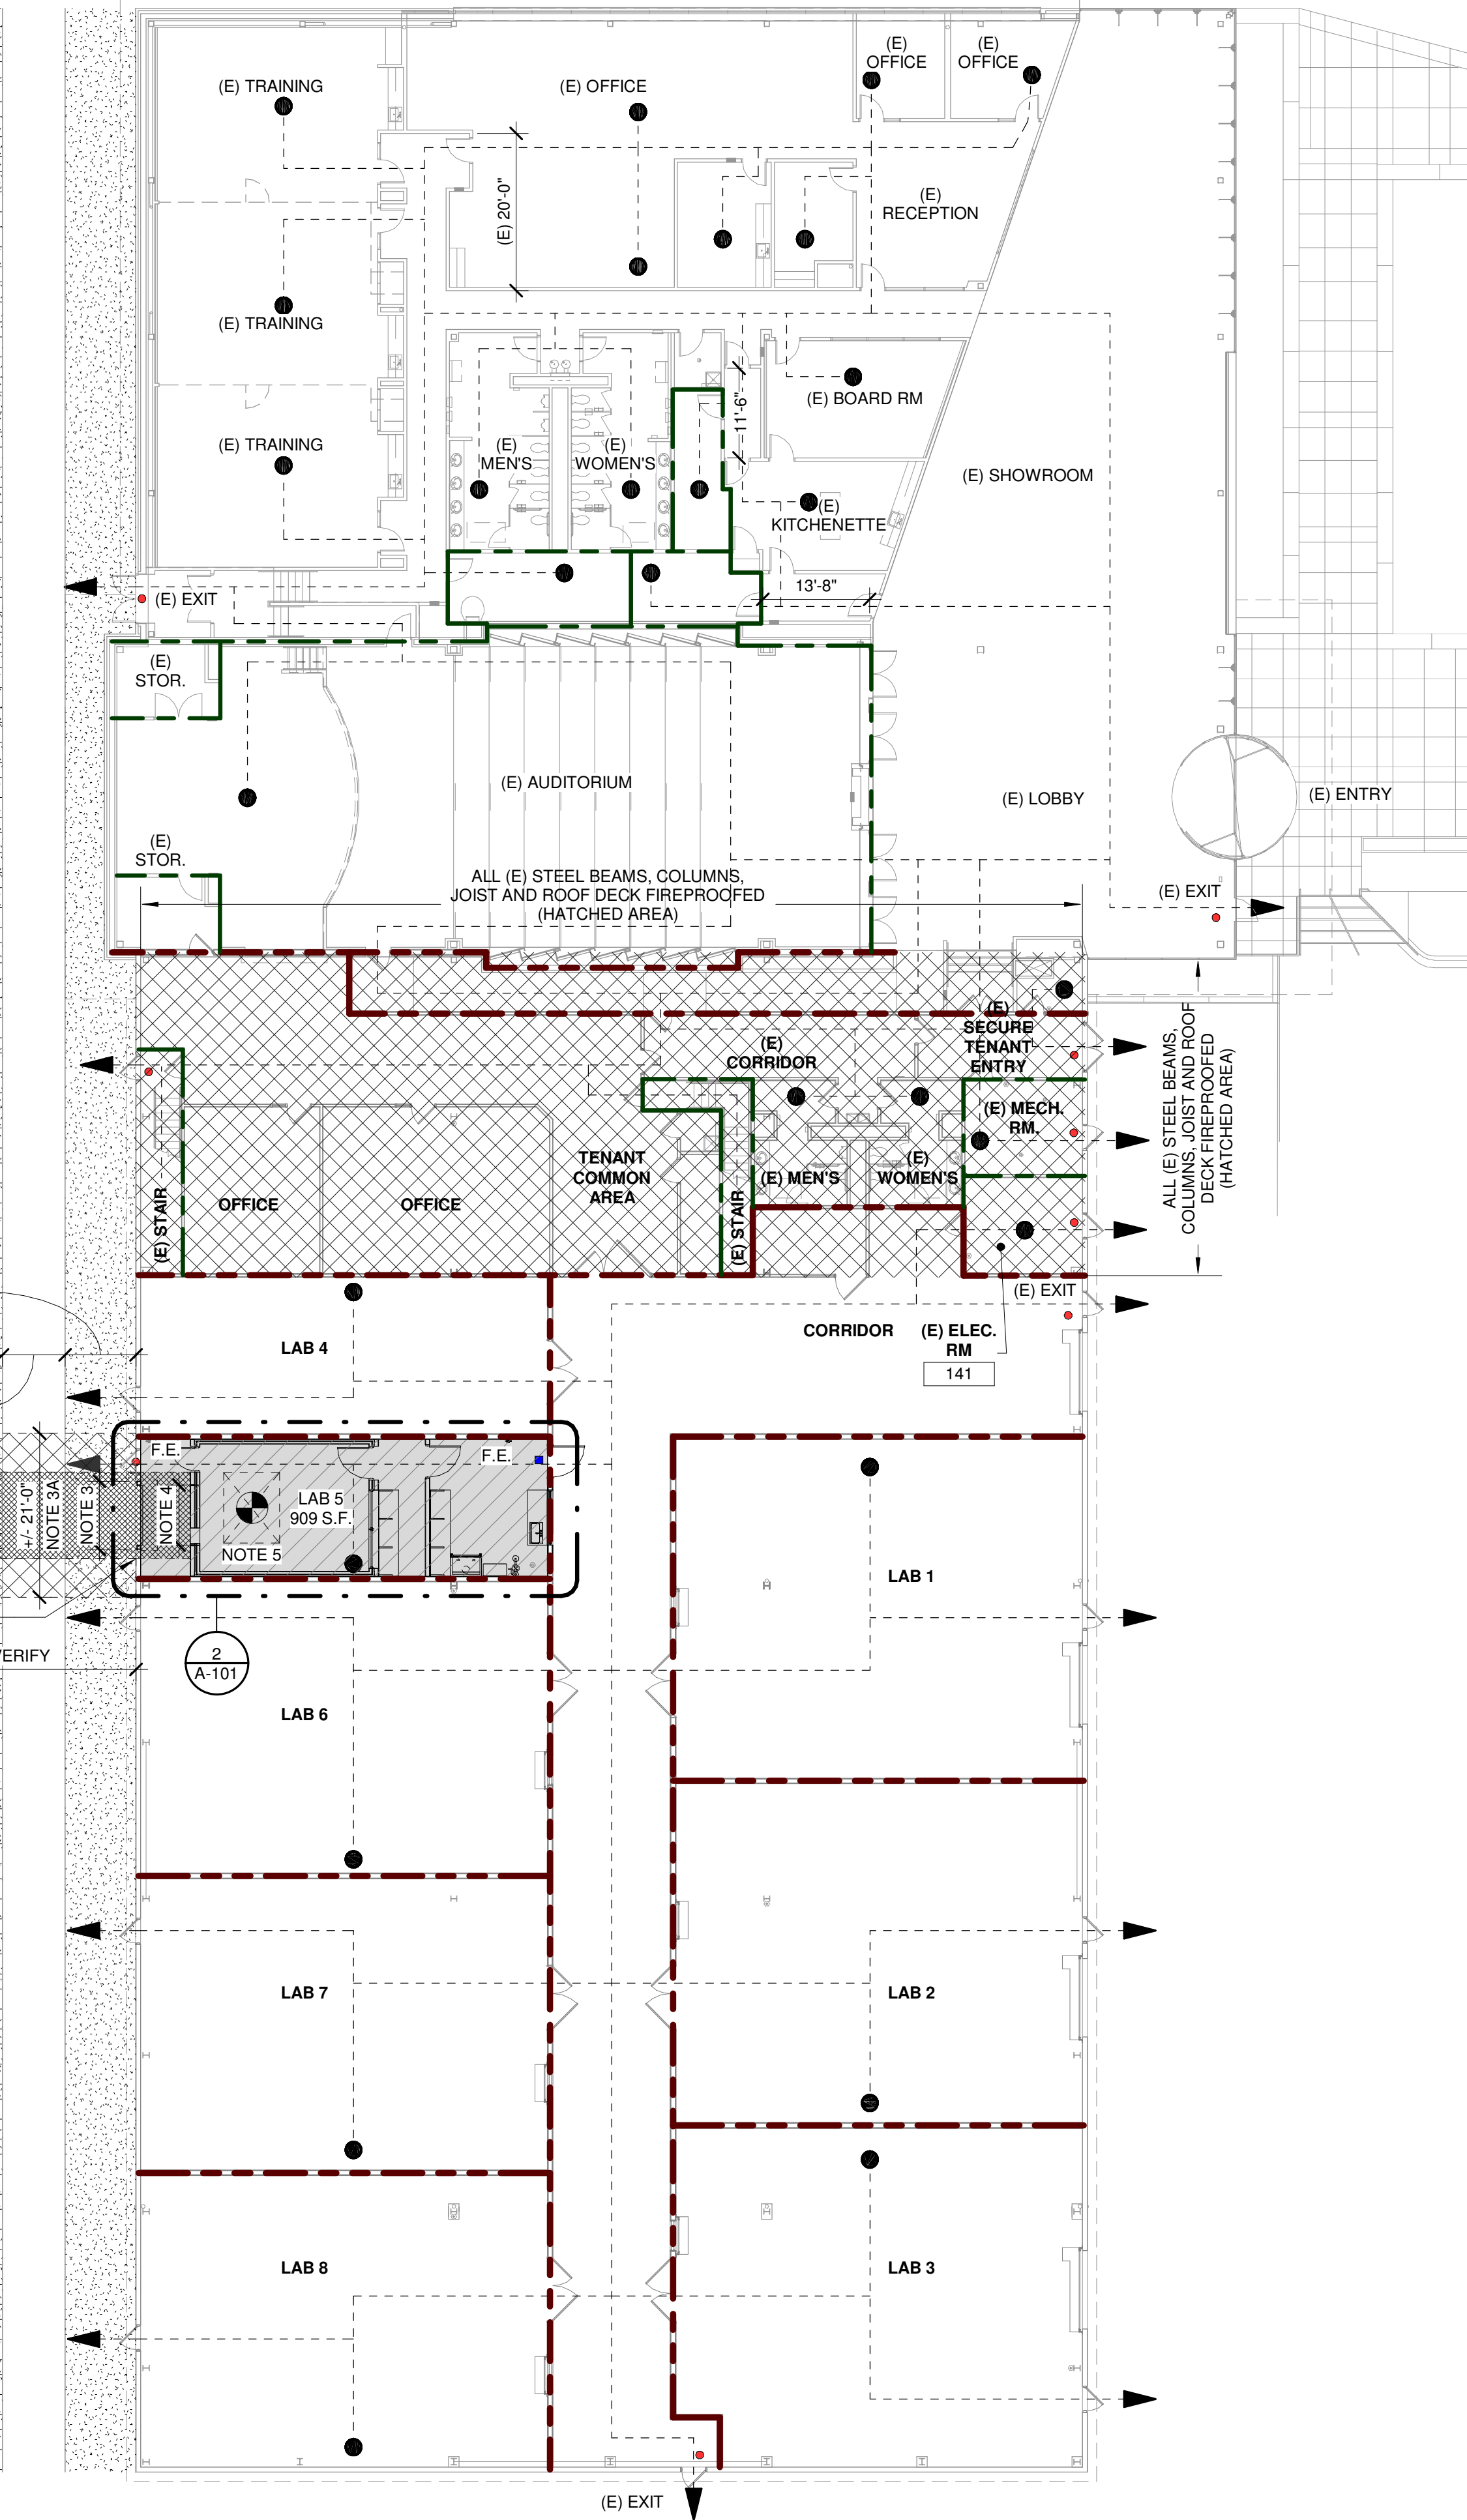 (E)
OFFICE
(E)
OFFICE
(E) TRAINING
(E) OFFICE
(E) 20'-0"
(E)
RECEPTION
(E) TRAINING
11'-6"
(E) BOARD RM
(E) TRAINING
(E)
MEN'S
(E)
WOMEN'S
(E) SHOWROOM
(E)
KITCHENETTE
13'-8"
(E) EXIT
(E)
STOR.
(E) AUDITORIUM
(E) LOBBY
(E) ENTRY
(E)
STOR.
ALL (E) STEEL BEAMS, COLUMNS,
JOIST AND ROOF DECK FIREPROOFED
(HATCHED AREA)
(E) EXIT
(E)
SECURE
TENANT
ENTRY
(E)
CORRIDOR
ALL (E) STEEL BEAMS,
COLUMNS, JOIST AND ROOF
DECK FIREPROOFED
(HATCHED AREA)
(E) MECH.
RM.
TENANT
COMMON
AREA
(E) MEN'S
(E)
WOMEN'S
(E) STAIR
OFFICE
OFFICE
(E) STAIR
(E) EXIT
CORRIDOR
(E) ELEC.
RM
141
LAB 4
F.E.
F.E.
+/- 21'-0"
NOTE 3A
NOTE 3
NOTE 4
LAB 5
909 S.F.
NOTE 5
LAB 1
2
A-101
VERIFY
LAB 6
LAB 7
LAB 2
LAB 8
LAB 3
(E) EXIT